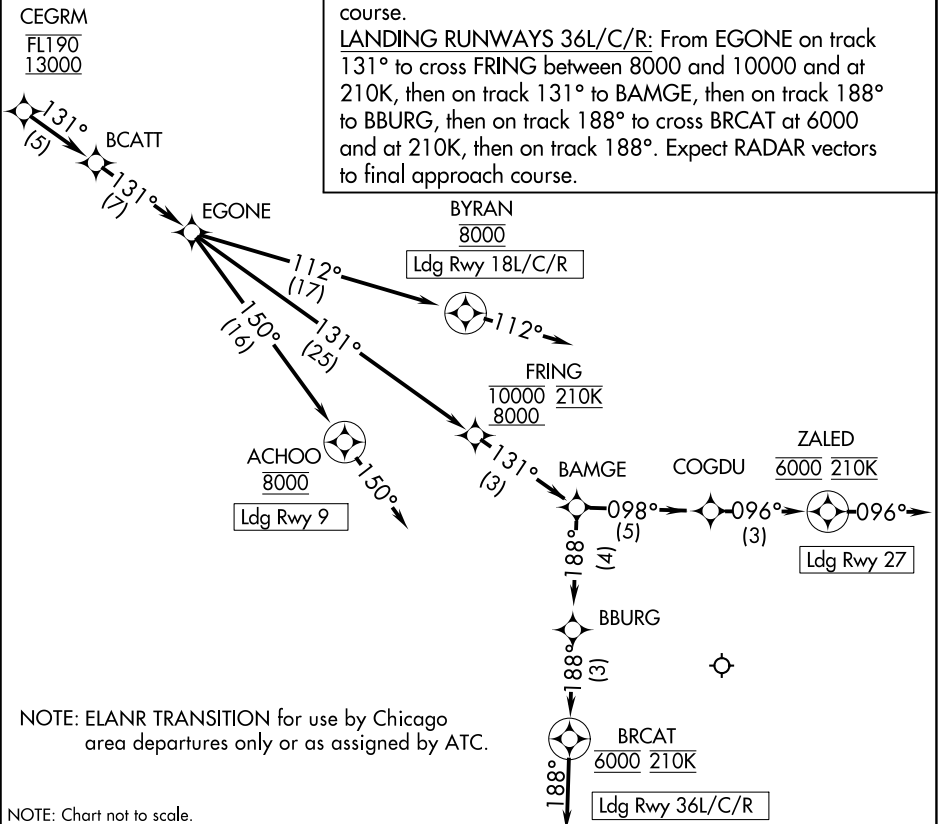 CEGRM
FL190
13000
course.
LANDING RUNWAYS 36L/C/R: From EGONE on track
131° to cross FRING between 8000 and 10000 and at
210K, then on track 131° to BAMGE, then on track 188°
to BBURG, then on track 188° to cross BRCAT at 6000
and at 210K, then on track 188°. Expect RADAR vectors
to final approach course.
131°
(5)
BCATT
131°
(7)
EGONE
BYRAN
8000
Ldg Rwy 18L/C/R
112°
(17)
112°
131°
(25)
150°
(16)
FRING
10000 210K
8000
ACHOO
8000
150°
Ldg Rwy 9
131°
(3)
BAMGE
COGDU
ZALED
6000 210K
098°
(5)
096°
(3)
096°
Ldg Rwy 27
188°
(4)
BBURG
188°
(3)
BRCAT
6000 210K
188°
Ldg Rwy 36L/C/R
NOTE: ELANR TRANSITION for use by Chicago
area departures only or as assigned by ATC.
NOTE: Chart not to scale.